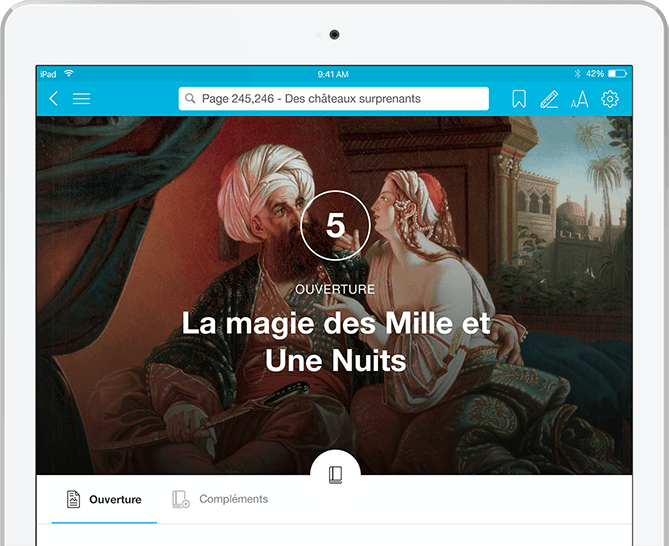 iPad 9:41 AM 42%
Page 245,246 - Des châteaux surprenants AA
5
OUVERTURE
La magie des Mille et
Une Nuits
Ouverture Compléments